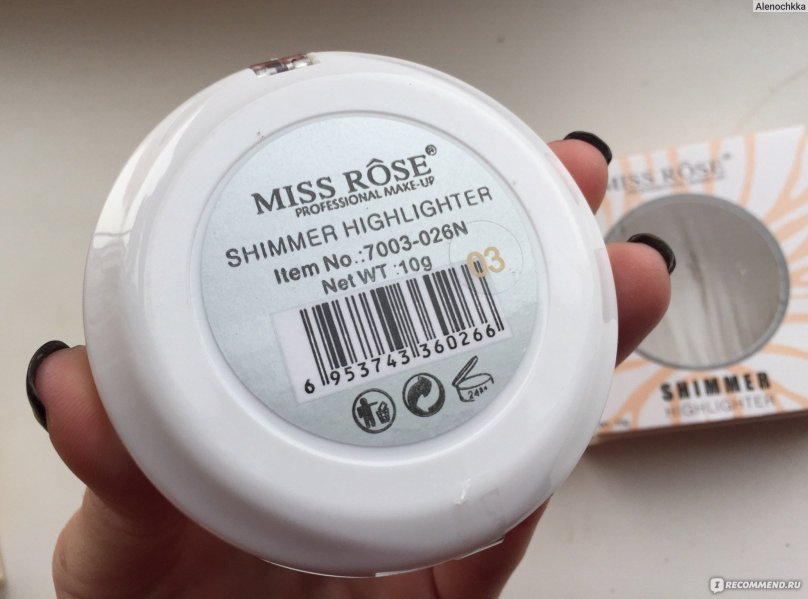 Alenochkka
MISS RÔSE®
PROFESSIONAL MAKE-UP
SHIMMER HIGHLIGHTER
Item No.:7003-026N
Net WT :10g
03
6 953743 360266
24M
MISS RÔSE
SHIMMER
HIGHLIGHTER
I RECOMMEND.RU